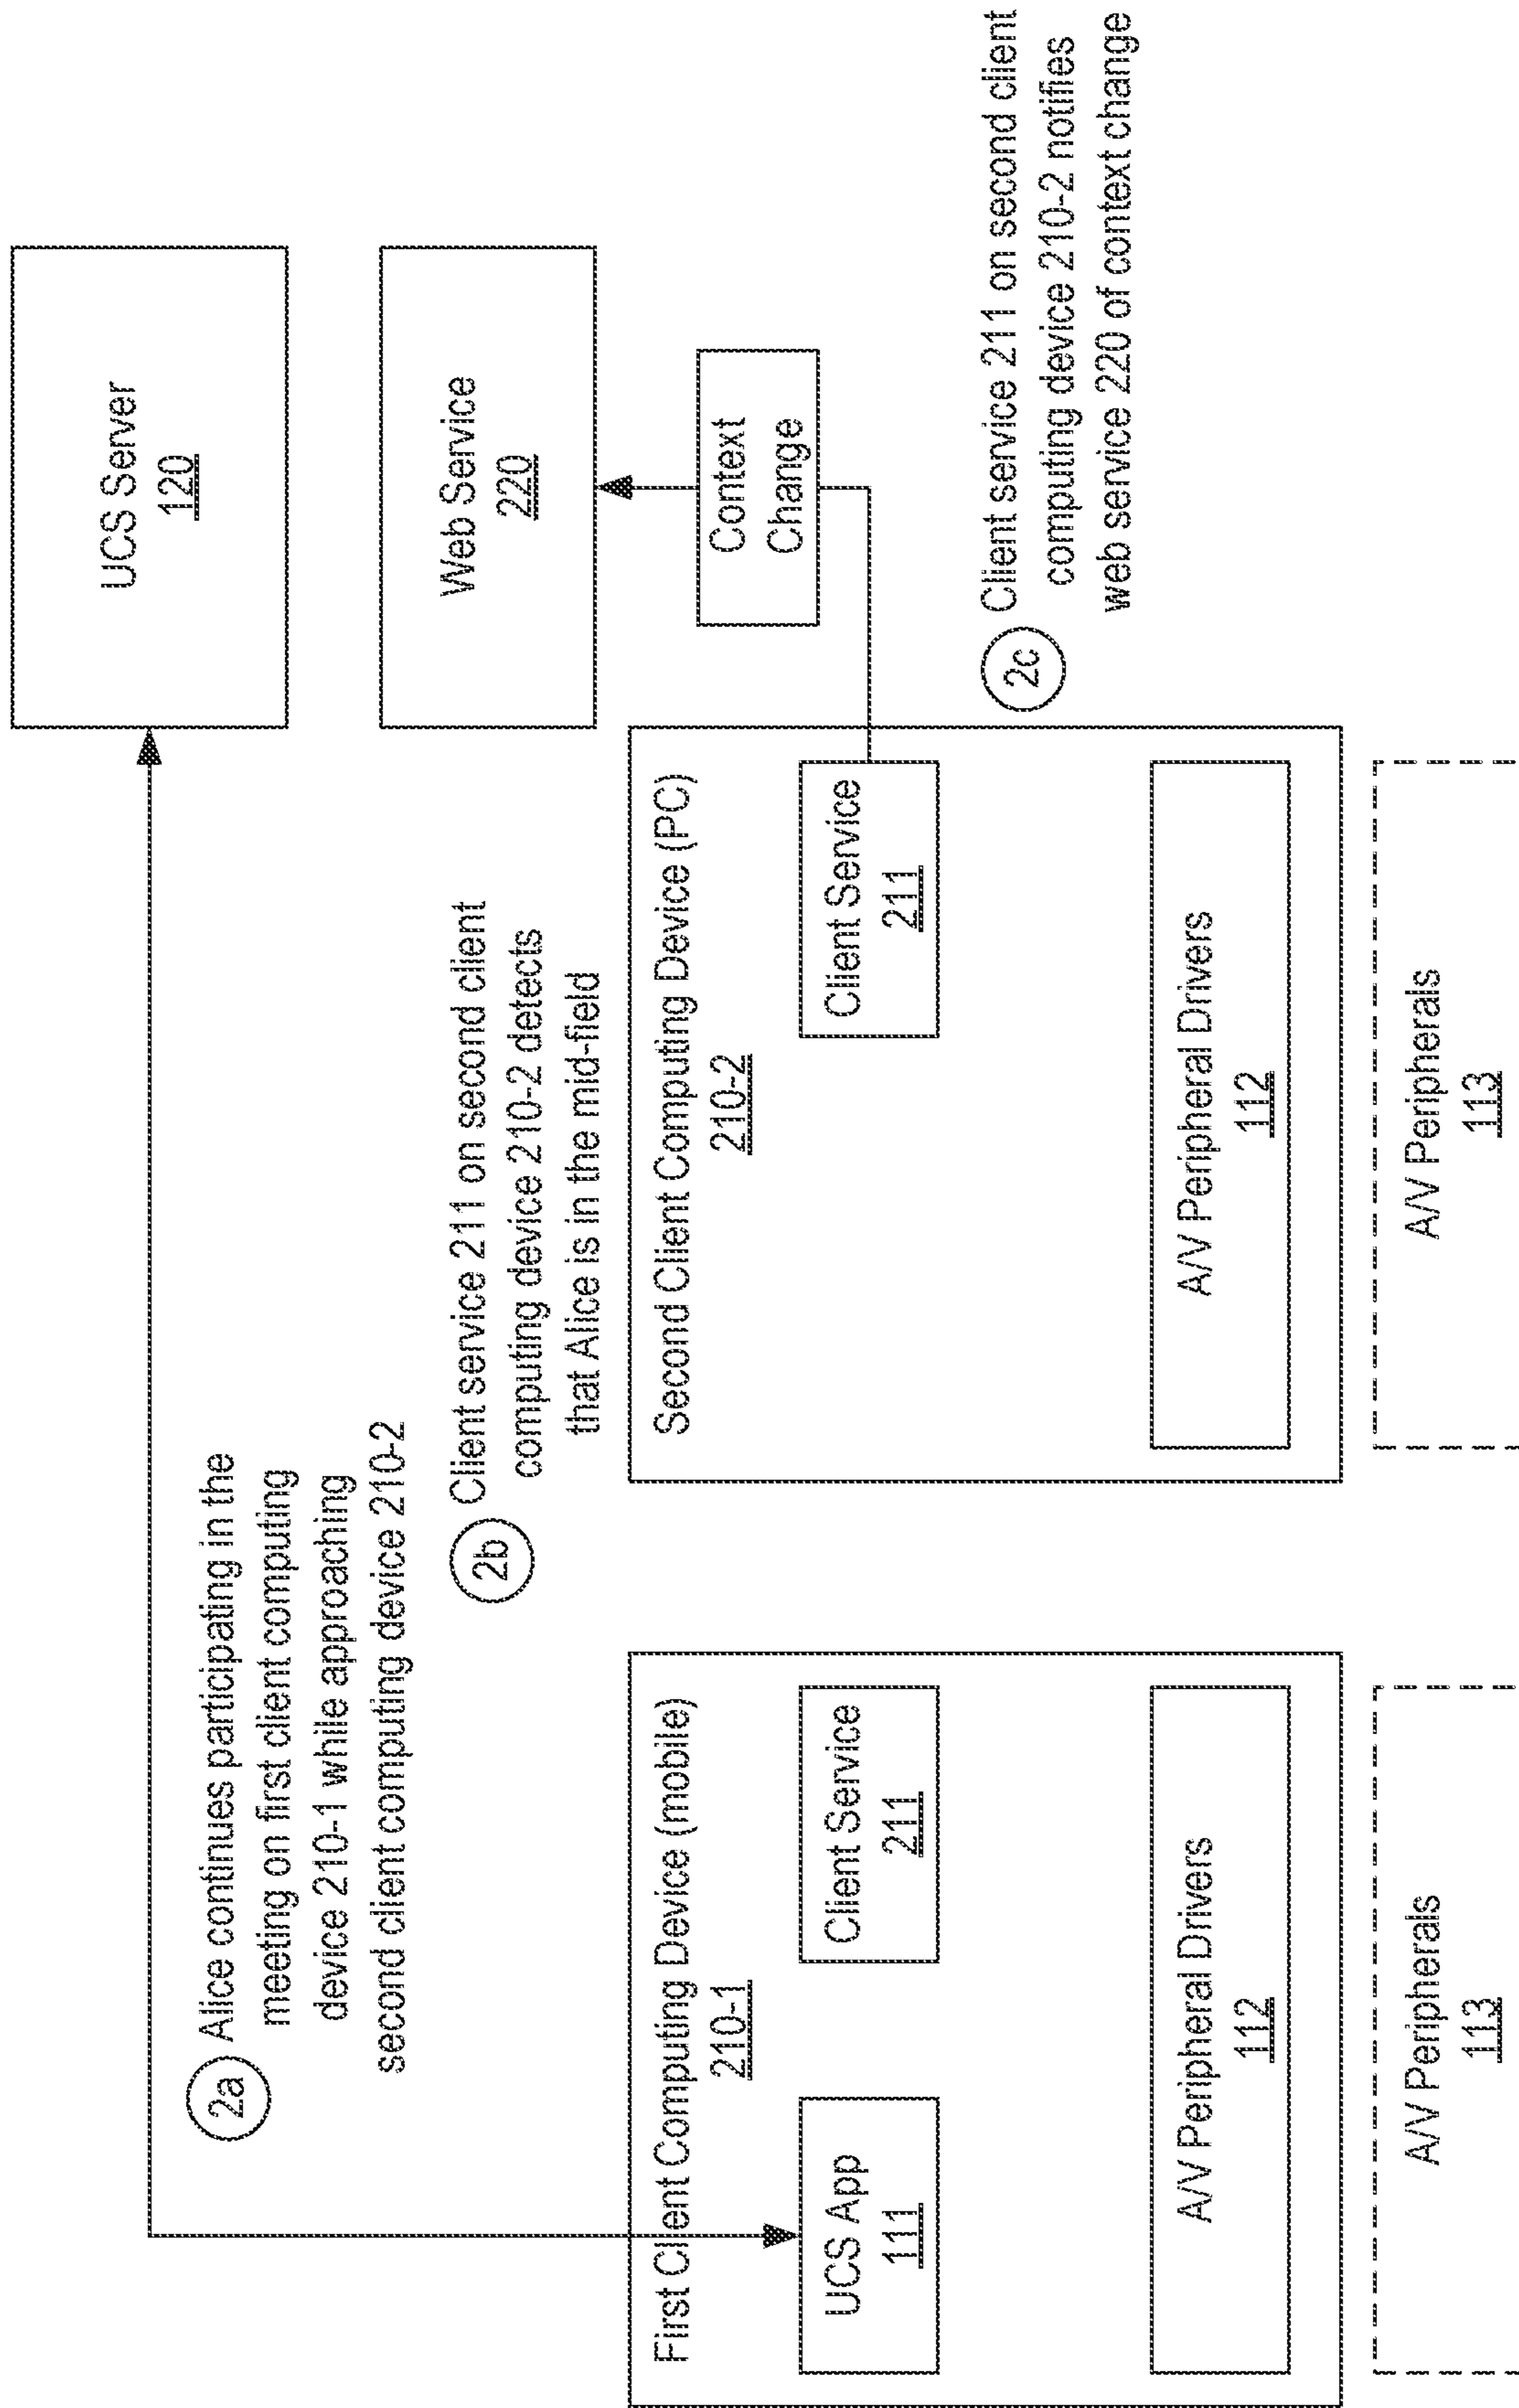 UCS Server
120
2a
Alice continues participating in the
meeting on first client computing
device 210-1 while approaching
second client computing device 210-2
Web Service
220
2b
Client service 211 on second client
computing device 210-2 detects
that Alice is in the mid-field
Context
Change
First Client Computing Device (mobile)
210-1
UCS App
111
Client Service
211
A/V Peripheral Drivers
112
A/V Peripherals
113
Second Client Computing Device (PC)
210-2
Client Service
211
A/V Peripheral Drivers
112
A/V Peripherals
113
2c
Client service 211 on second client
computing device 210-2 notifies
web service 220 of context change